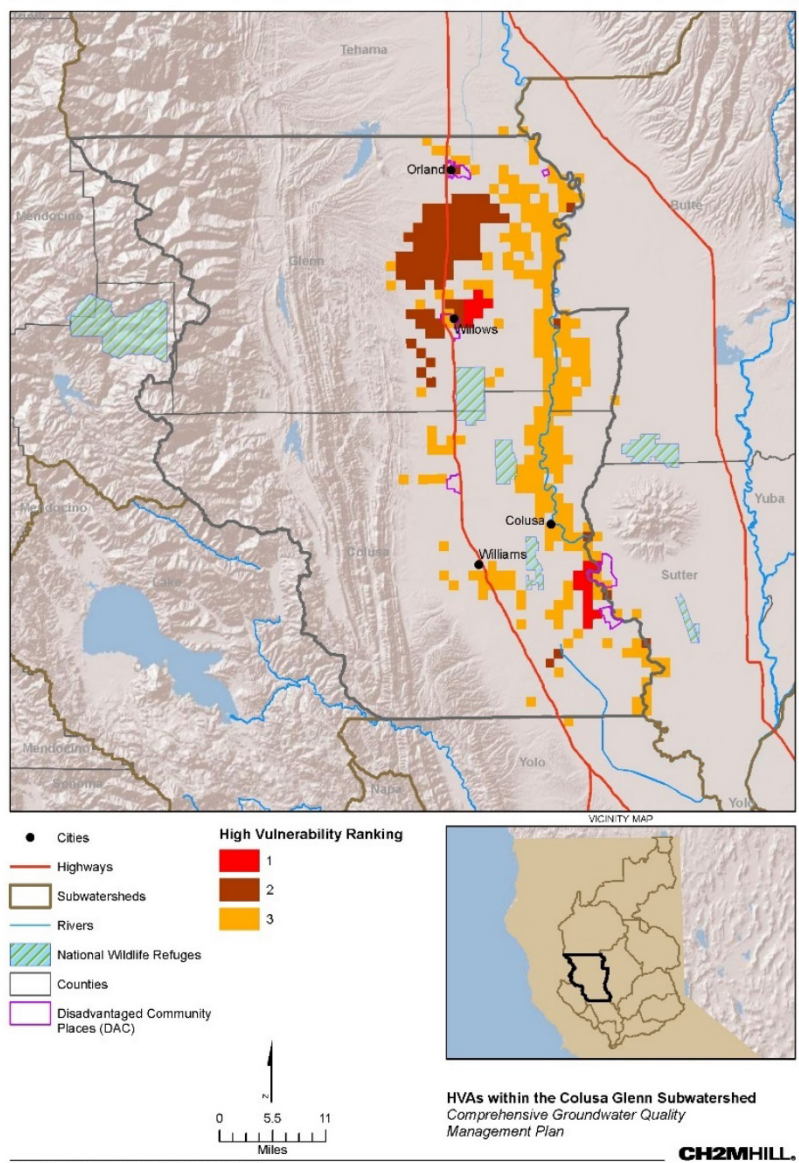 Tehama
Orland
Mendocino
Butte
Glenn
Willows
Mendocino
Yuba
Colusa
Colusa
Williams
Lake
Sutter
Mendocino
Yolo
Sonoma
Napa
Yolo
VICINITY MAP
Cities
Highways
Subwatersheds
Rivers
National Wildlife Refuges
Counties
Disadvantaged Community
Places (DAC)
High Vulnerability Ranking
1
2
3
N
0 5.5 11
Miles
HVAs within the Colusa Glenn Subwatershed
Comprehensive Groundwater Quality
Management Plan
CH2MHILL®